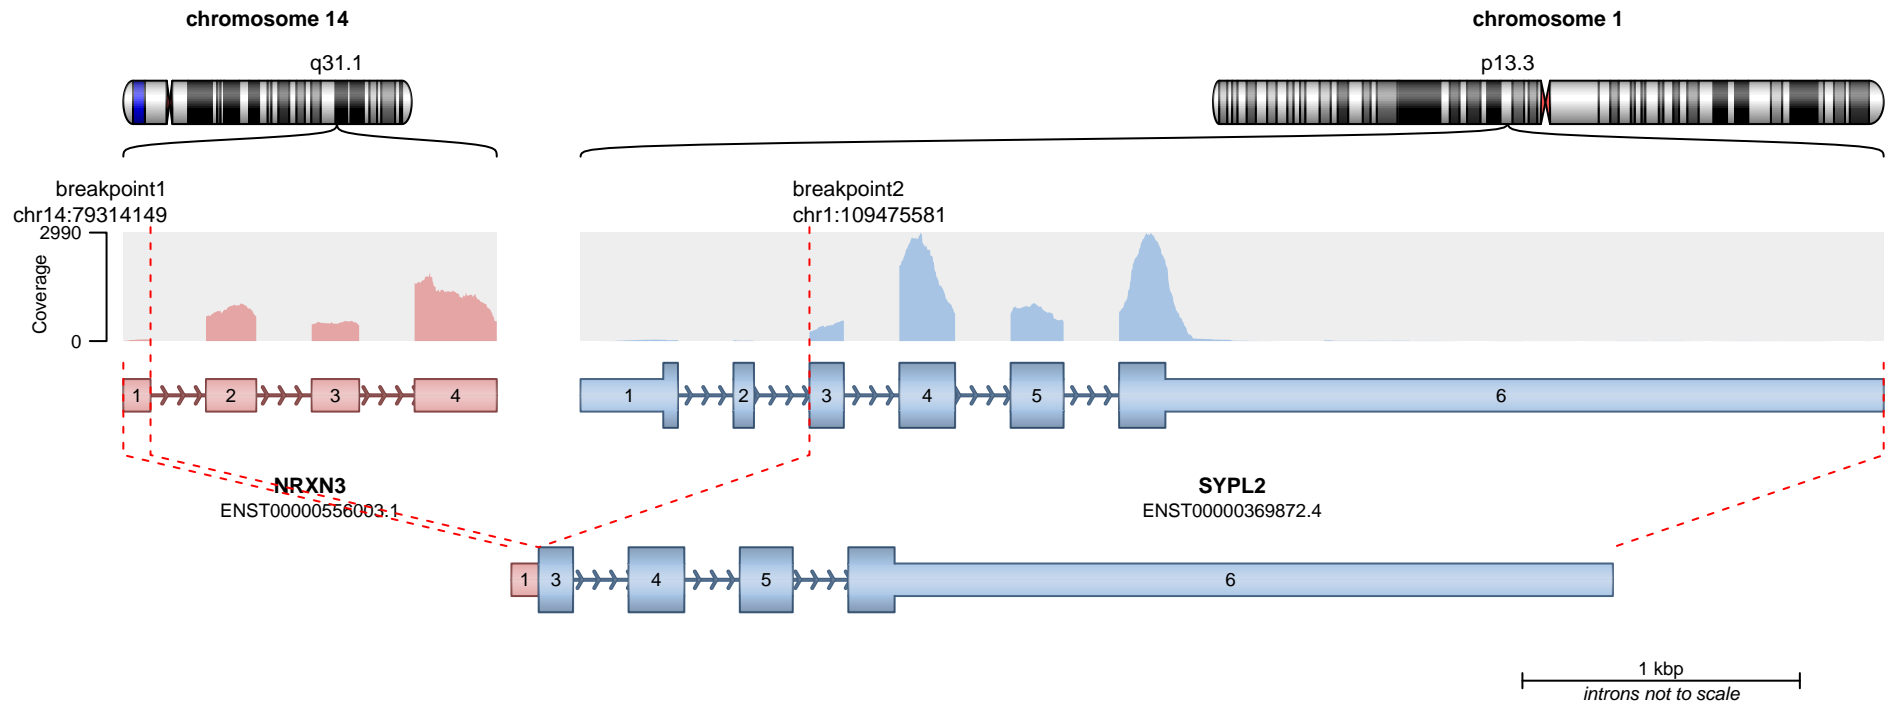 chromosome 14
chromosome 1
q31.1
p13.3
breakpoint1
chr14:79314149
breakpoint2
chr1:109475581
2990
Coverage
0
1
2
3
4
1
2
3
4
5
6
NRXN3
ENST00000556003.1
SYPL2
ENST00000369872.4
1
3
4
5
6
1 kbp
introns not to scale